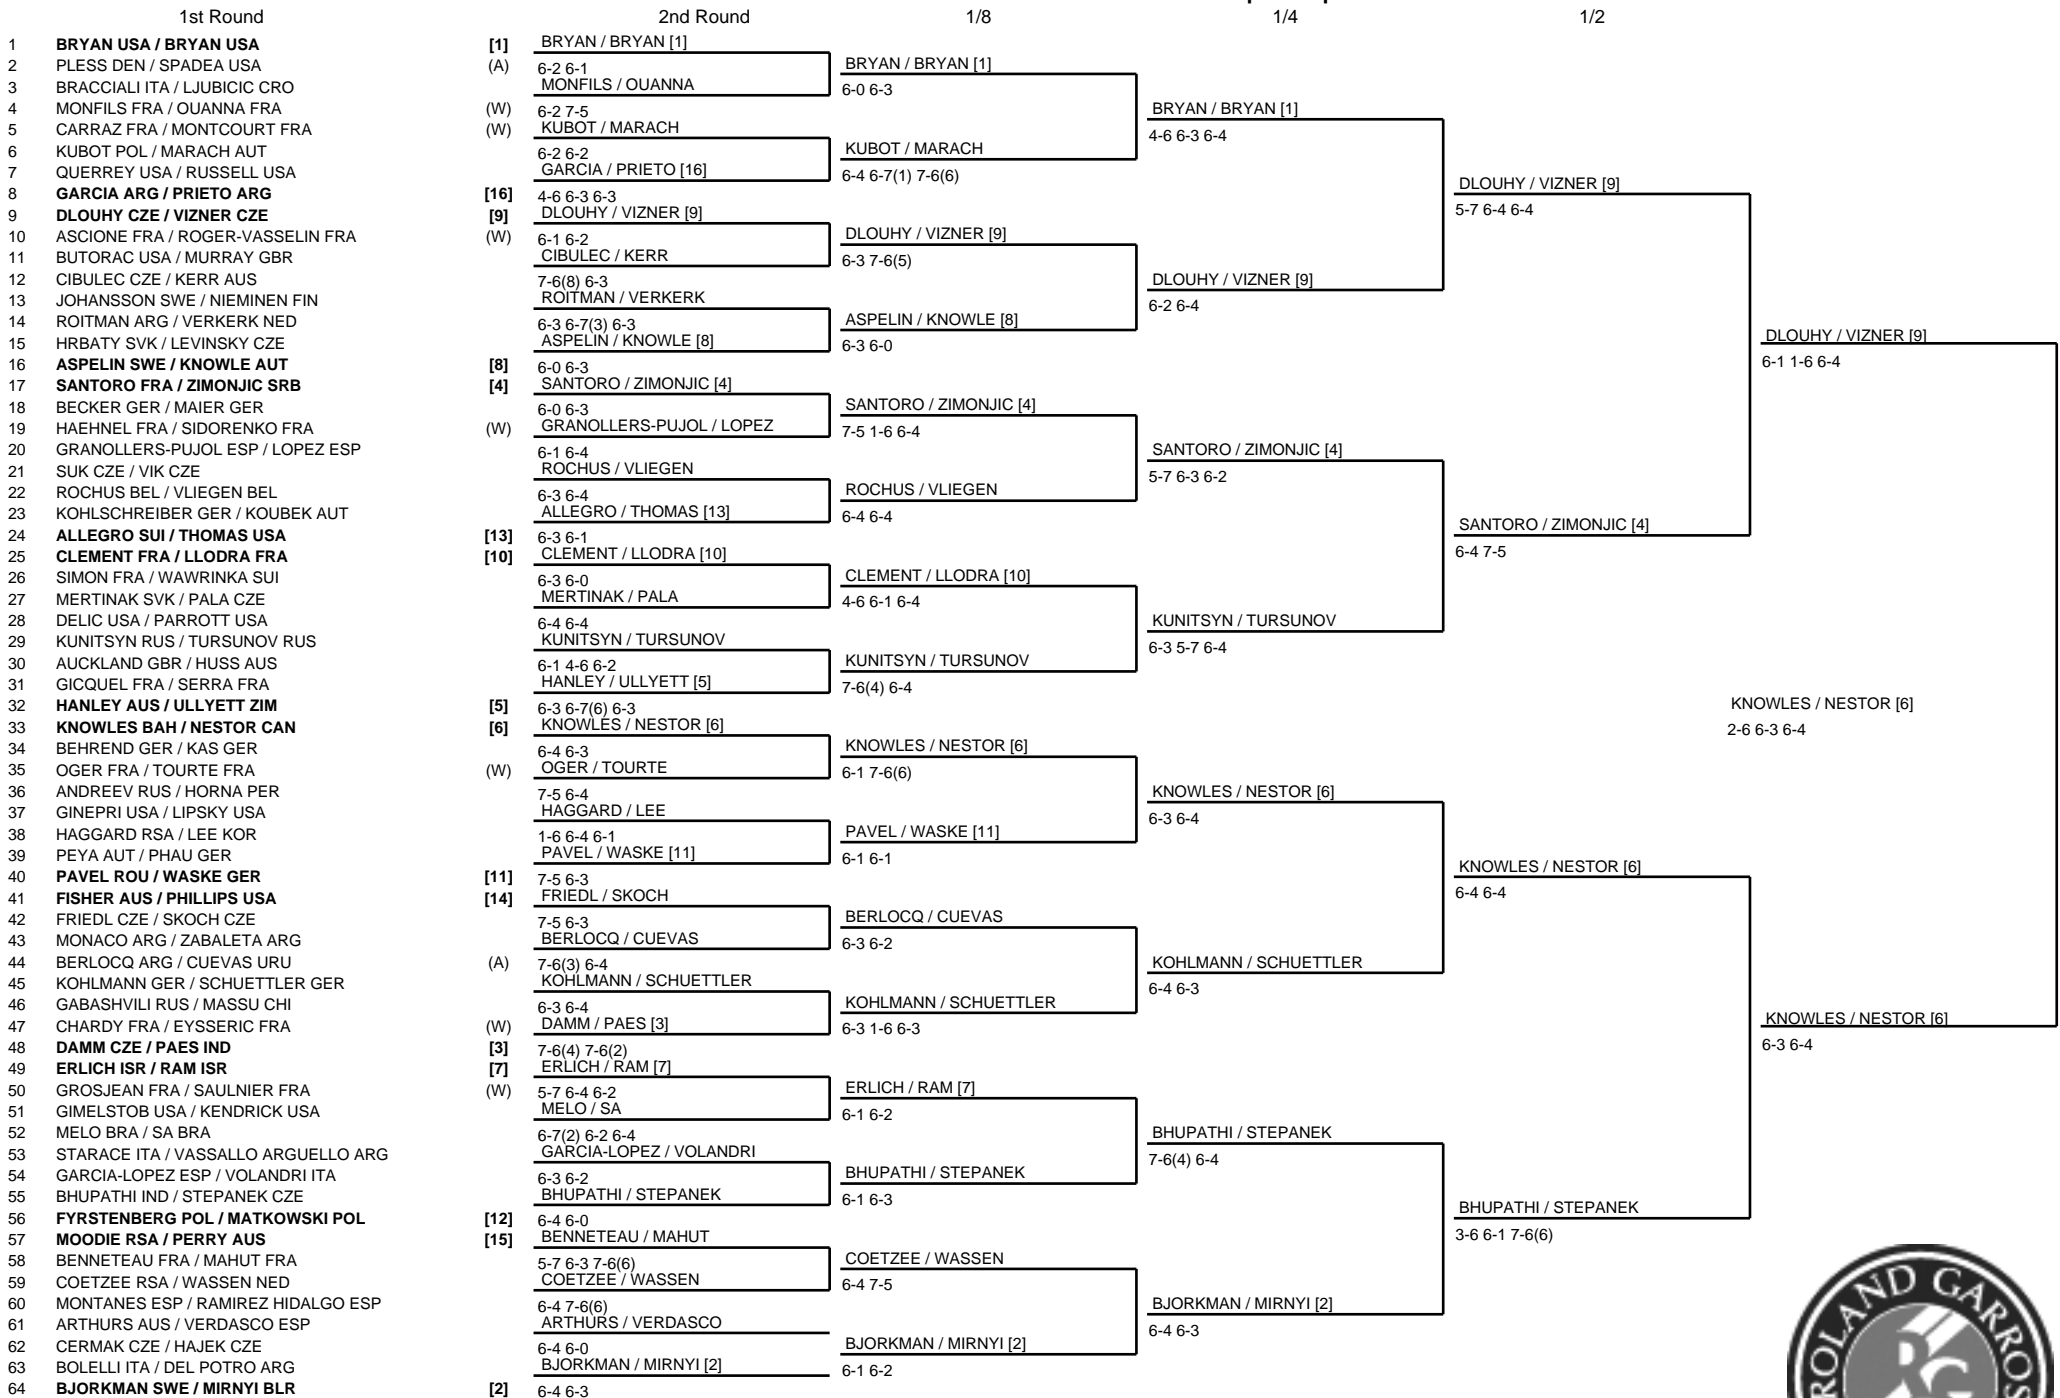 1st Round 2nd Round 1/8 1/4 1/2
1 BRYAN USA / BRYAN USA [1]
2 PLESS DEN / SPADEA USA (A)
3 BRACCIALI ITA / LJUBICIC CRO
4 MONFILS FRA / OUANNA FRA (W)
5 CARRAZ FRA / MONTCOURT FRA (W)
6 KUBOT POL / MARACH AUT
7 QUERREY USA / RUSSELL USA
8 GARCIA ARG / PRIETO ARG [16]
9 DLOUHY CZE / VIZNER CZE [9]
10 ASCIONE FRA / ROGER-VASSELIN FRA (W)
11 BUTORAC USA / MURRAY GBR
12 CIBULEC CZE / KERR AUS
13 JOHANSSON SWE / NIEMINEN FIN
14 ROITMAN ARG / VERKERK NED
15 HRBATY SVK / LEVINSKY CZE
16 ASPELIN SWE / KNOWLE AUT [8]
17 SANTORO FRA / ZIMONJIC SRB [4]
18 BECKER GER / MAIER GER
19 HAEHNEL FRA / SIDORENKO FRA (W)
20 GRANOLLERS-PUJOL ESP / LOPEZ ESP
21 SUK CZE / VIK CZE
22 ROCHUS BEL / VLIEGEN BEL
23 KOHLSCHREIBER GER / KOUBEK AUT
24 ALLEGRO SUI / THOMAS USA [13]
25 CLEMENT FRA / LLODRA FRA [10]
26 SIMON FRA / WAWRINKA SUI
27 MERTINAK SVK / PALA CZE
28 DELIC USA / PARROTT USA
29 KUNITSYN RUS / TURSUNOV RUS
30 AUCKLAND GBR / HUSS AUS
31 GICQUEL FRA / SERRA FRA
32 HANLEY AUS / ULLYETT ZIM [5]
33 KNOWLES BAH / NESTOR CAN [6]
34 BEHREND GER / KAS GER
35 OGER FRA / TOURTE FRA (W)
36 ANDREEV RUS / HORNA PER
37 GINEPRI USA / LIPSKY USA
38 HAGGARD RSA / LEE KOR
39 PEYA AUT / PHAU GER
40 PAVEL ROU / WASKE GER [11]
41 FISHER AUS / PHILLIPS USA [14]
42 FRIEDL CZE / SKOCH CZE
43 MONACO ARG / ZABALETA ARG
44 BERLOCQ ARG / CUEVAS URU (A)
45 KOHLMANN GER / SCHUETTLER GER
46 GABASHVILI RUS / MASSU CHI
47 CHARDY FRA / EYSSERIC FRA (W)
48 DAMM CZE / PAES IND [3]
49 ERLICH ISR / RAM ISR [7]
50 GROSJEAN FRA / SAULNIER FRA (W)
51 GIMELSTOB USA / KENDRICK USA
52 MELO BRA / SA BRA
53 STARACE ITA / VASSALLO ARGUELLO ARG
54 GARCIA-LOPEZ ESP / VOLANDRI ITA
55 BHUPATHI IND / STEPANEK CZE
56 FYRSTENBERG POL / MATKOWSKI POL [12]
57 MOODIE RSA / PERRY AUS [15]
58 BENNETEAU FRA / MAHUT FRA
59 COETZEE RSA / WASSEN NED
60 MONTANES ESP / RAMIREZ HIDALGO ESP
61 ARTHURS AUS / VERDASCO ESP
62 CERMAK CZE / HAJEK CZE
63 BOLELLI ITA / DEL POTRO ARG
64 BJORKMAN SWE / MIRNYI BLR [2]
BRYAN / BRYAN [1]
6-2 6-1
MONFILS / OUANNA
6-2 7-5
KUBOT / MARACH
6-2 6-2
GARCIA / PRIETO [16]
4-6 6-3 6-3
DLOUHY / VIZNER [9]
6-1 6-2
CIBULEC / KERR
7-6(8) 6-3
ROITMAN / VERKERK
6-3 6-7(3) 6-3
ASPELIN / KNOWLE [8]
6-0 6-3
SANTORO / ZIMONJIC [4]
6-0 6-3
GRANOLLERS-PUJOL / LOPEZ
6-1 6-4
ROCHUS / VLIEGEN
6-3 6-4
ALLEGRO / THOMAS [13]
6-3 6-1
CLEMENT / LLODRA [10]
6-3 6-0
MERTINAK / PALA
6-4 6-4
KUNITSYN / TURSUNOV
6-1 4-6 6-2
HANLEY / ULLYETT [5]
6-3 6-7(6) 6-3
KNOWLES / NESTOR [6]
6-4 6-3
OGER / TOURTE
7-5 6-4
HAGGARD / LEE
1-6 6-4 6-1
PAVEL / WASKE [11]
7-5 6-3
FRIEDL / SKOCH
7-5 6-3
BERLOCQ / CUEVAS
7-6(3) 6-4
KOHLMANN / SCHUETTLER
6-3 6-4
DAMM / PAES [3]
7-6(4) 7-6(2)
ERLICH / RAM [7]
5-7 6-4 6-2
MELO / SA
6-7(2) 6-2 6-4
GARCIA-LOPEZ / VOLANDRI
6-3 6-2
BHUPATHI / STEPANEK
6-4 6-0
BENNETEAU / MAHUT
5-7 6-3 7-6(6)
COETZEE / WASSEN
6-4 7-6(6)
ARTHURS / VERDASCO
6-4 6-0
BJORKMAN / MIRNYI [2]
6-4 6-3
BRYAN / BRYAN [1]
6-0 6-3
KUBOT / MARACH
6-4 6-7(1) 7-6(6)
DLOUHY / VIZNER [9]
6-3 7-6(5)
ASPELIN / KNOWLE [8]
6-3 6-0
SANTORO / ZIMONJIC [4]
7-5 1-6 6-4
ROCHUS / VLIEGEN
6-4 6-4
CLEMENT / LLODRA [10]
4-6 6-1 6-4
KUNITSYN / TURSUNOV
7-6(4) 6-4
KNOWLES / NESTOR [6]
6-1 7-6(6)
PAVEL / WASKE [11]
6-1 6-1
BERLOCQ / CUEVAS
6-3 6-2
KOHLMANN / SCHUETTLER
6-3 1-6 6-3
ERLICH / RAM [7]
6-1 6-2
BHUPATHI / STEPANEK
6-1 6-3
COETZEE / WASSEN
6-4 7-5
BJORKMAN / MIRNYI [2]
6-1 6-2
BRYAN / BRYAN [1]
4-6 6-3 6-4
DLOUHY / VIZNER [9]
6-2 6-4
SANTORO / ZIMONJIC [4]
5-7 6-3 6-2
KUNITSYN / TURSUNOV
6-3 5-7 6-4
KNOWLES / NESTOR [6]
6-3 6-4
KOHLMANN / SCHUETTLER
6-4 6-3
BHUPATHI / STEPANEK
7-6(4) 6-4
BJORKMAN / MIRNYI [2]
6-4 6-3
DLOUHY / VIZNER [9]
5-7 6-4 6-4
SANTORO / ZIMONJIC [4]
6-4 7-5
KNOWLES / NESTOR [6]
6-4 6-4
BHUPATHI / STEPANEK
3-6 6-1 7-6(6)
DLOUHY / VIZNER [9]
6-1 1-6 6-4
KNOWLES / NESTOR [6]
6-3 6-4
KNOWLES / NESTOR [6]
2-6 6-3 6-4
ROLAND GARROS
RG